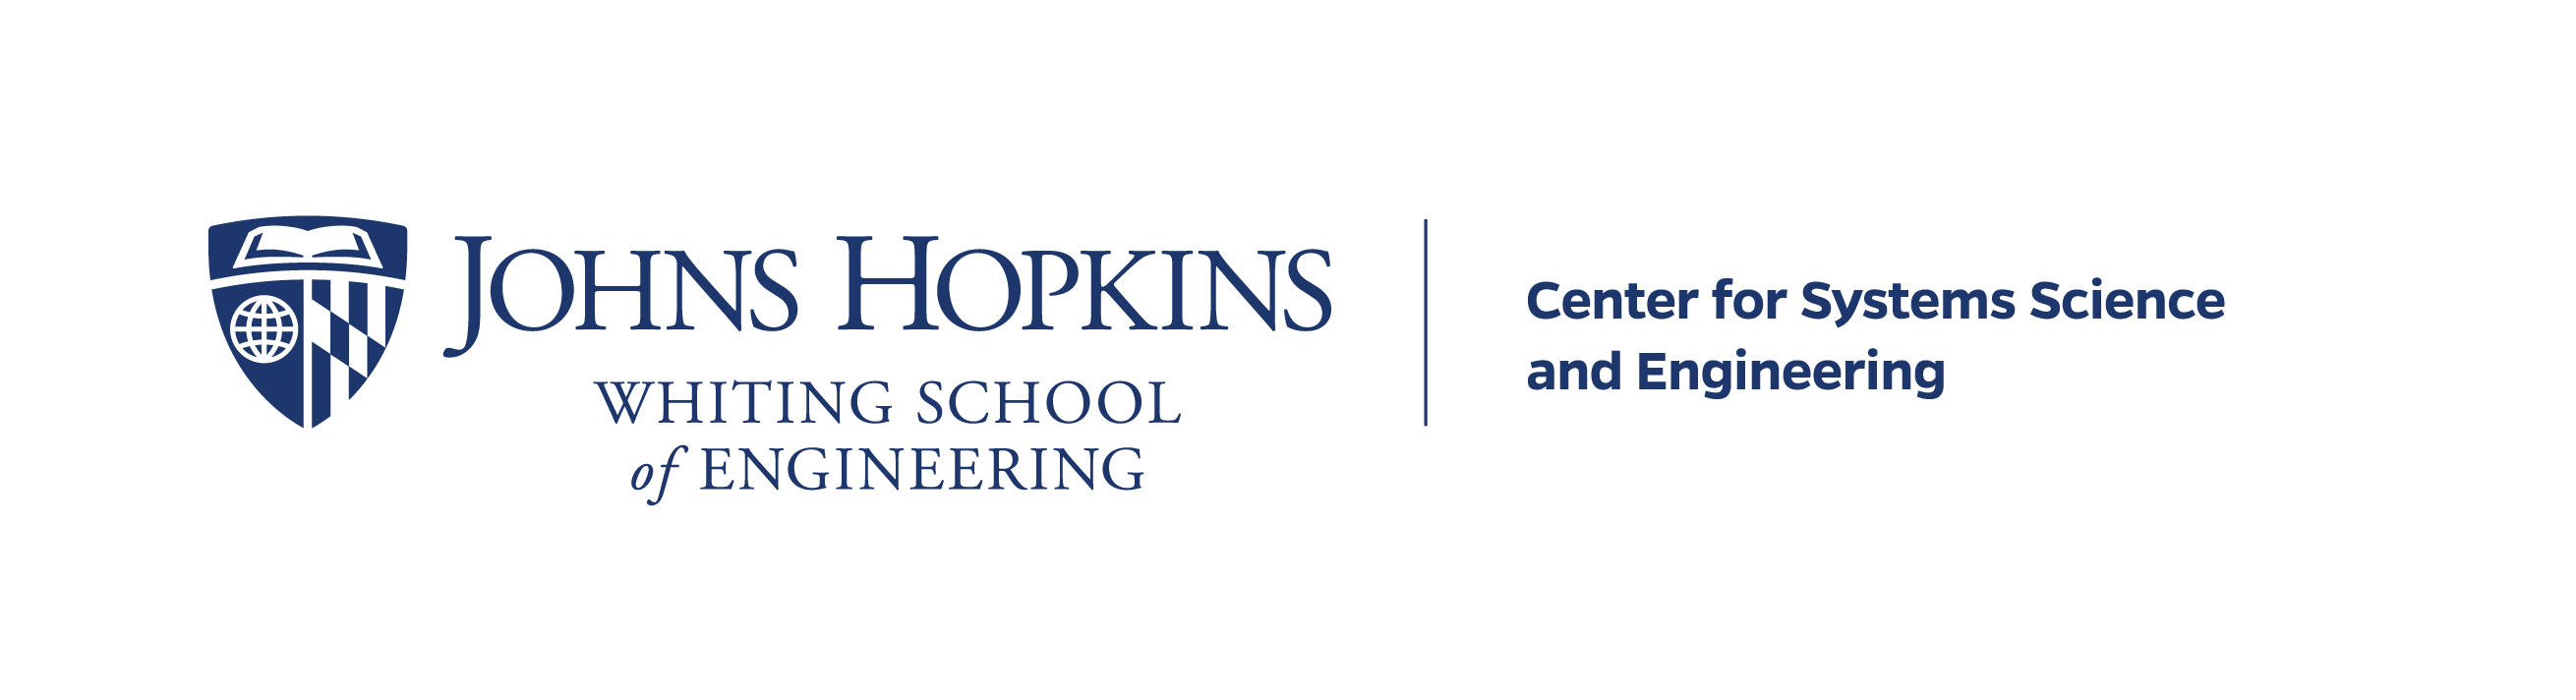 JOHNS HOPKINS
WHITING SCHOOL
of ENGINEERING
Center for Systems Science
and Engineering